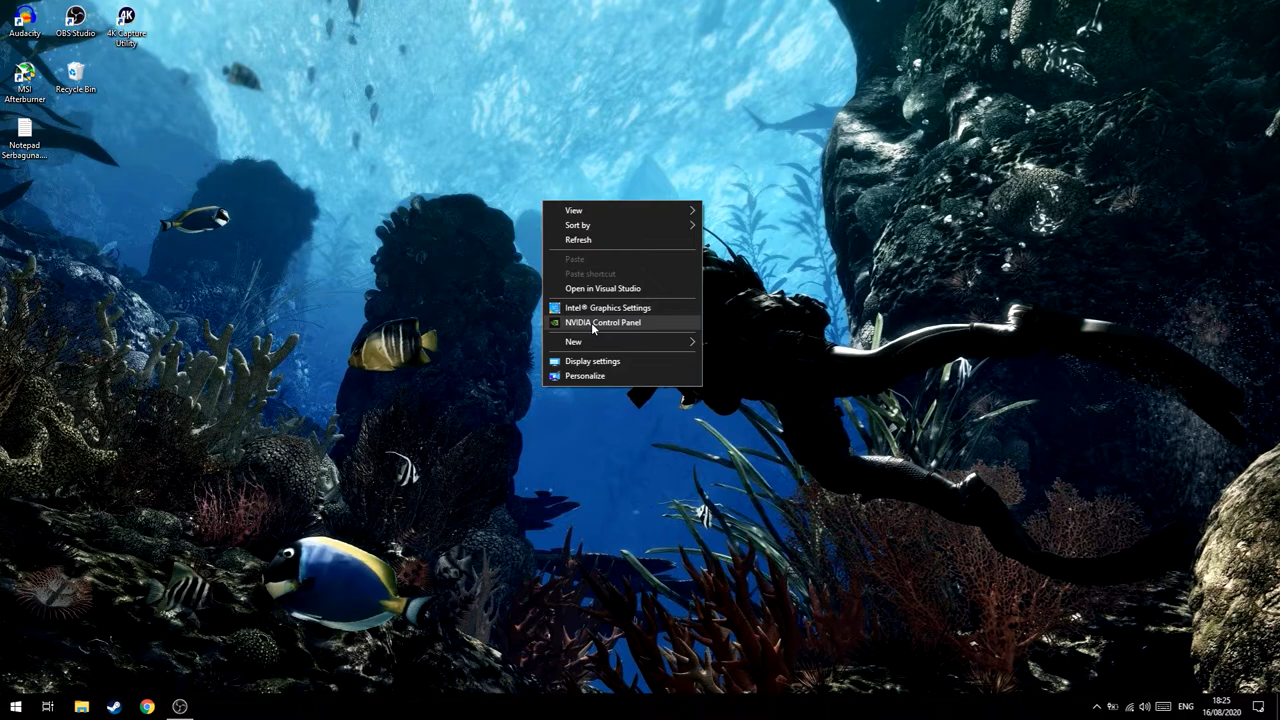 Audacity
OBS Studio
4K Capture
Utility
MSI
Afterburner
Recycle Bin
Notepad
Serbaguna....
View
Sort by
Refresh
Paste
Paste shortcut
Open in Visual Studio
Intel® Graphics Settings
NVIDIA Control Panel
New
Display settings
Personalize
ENG
18:25
16/08/2020